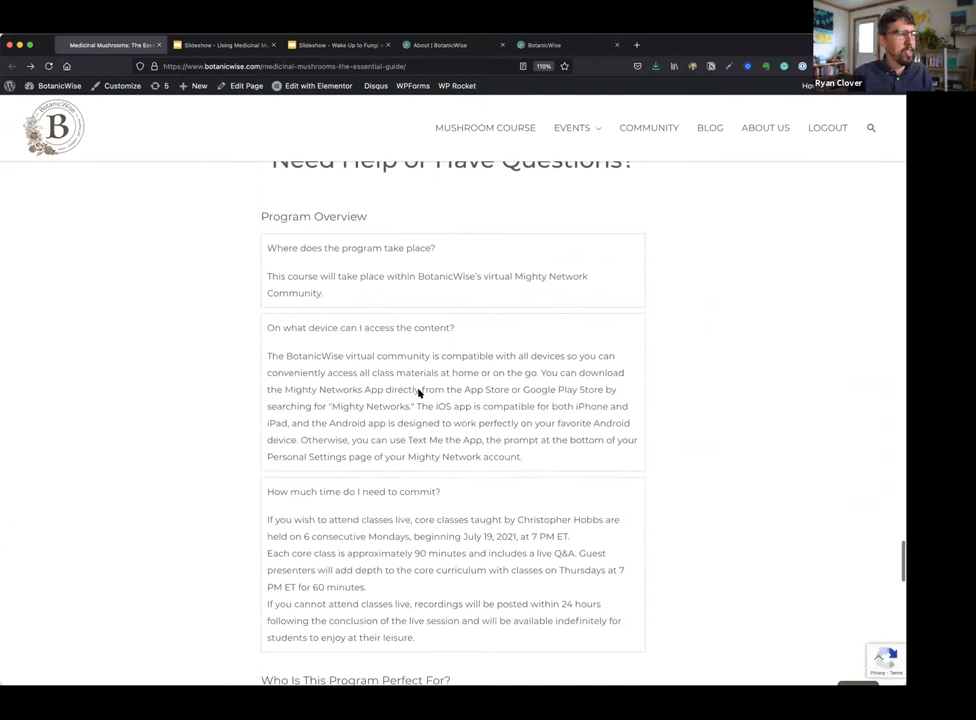 Medicinal Mushrooms: The Esse
Slideshow - Using Medicinal M
Slideshow - Wake Up to Fungi
About | BotanicWise
BotanicWise
https://www.botanicwise.com/medicinal-mushrooms-the-essential-guide/
110%
BotanicWise
Customize
5
New
Edit Page
Edit with Elementor
Disqus
WPForms
WP Rocket
Ryan Clover
B
MUSHROOM COURSE
EVENTS
COMMUNITY
BLOG
ABOUT US
LOGOUT
Need Help or Have Questions?
Program Overview
Where does the program take place?
This course will take place within BotanicWise's virtual Mighty Network
Community.
On what device can I access the content?
The BotanicWise virtual community is compatible with all devices so you can
conveniently access all class materials at home or on the go. You can download
the Mighty Networks App directly from the App Store or Google Play Store by
searching for "Mighty Networks." The iOS app is compatible for both iPhone and
iPad, and the Android app is designed to work perfectly on your favorite Android
device. Otherwise, you can use Text Me the App, the prompt at the bottom of your
Personal Settings page of your Mighty Network account.
How much time do I need to commit?
If you wish to attend classes live, core classes taught by Christopher Hobbs are
held on 6 consecutive Mondays, beginning July 19, 2021, at 7 PM ET.
Each core class is approximately 90 minutes and includes a live Q&A. Guest
presenters will add depth to the core curriculum with classes on Thursdays at 7
PM ET for 60 minutes.
If you cannot attend classes live, recordings will be posted within 24 hours
following the conclusion of the live session and will be available indefinitely for
students to enjoy at their leisure.
Who Is This Program Perfect For?
Privacy - Terms